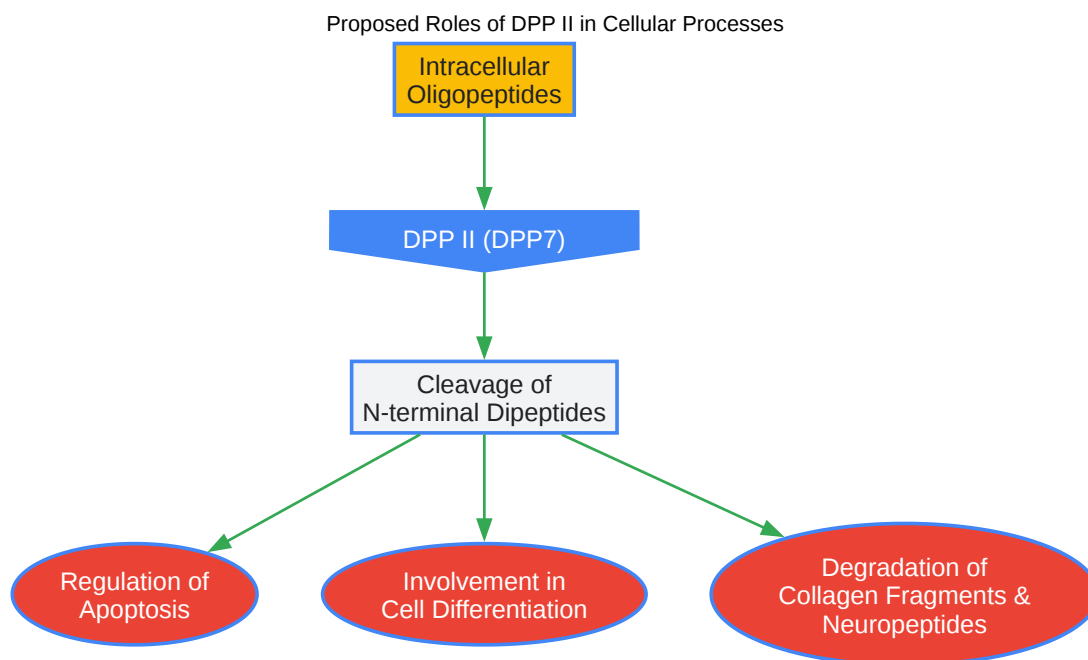 Proposed Roles of DPP II in Cellular Processes
Intracellular
Oligopeptides
DPP II (DPP7)
Cleavage of
N-terminal Dipeptides
Regulation of
Apoptosis
Involvement in
Cell Differentiation
Degradation of
Collagen Fragments &
Neuropeptides